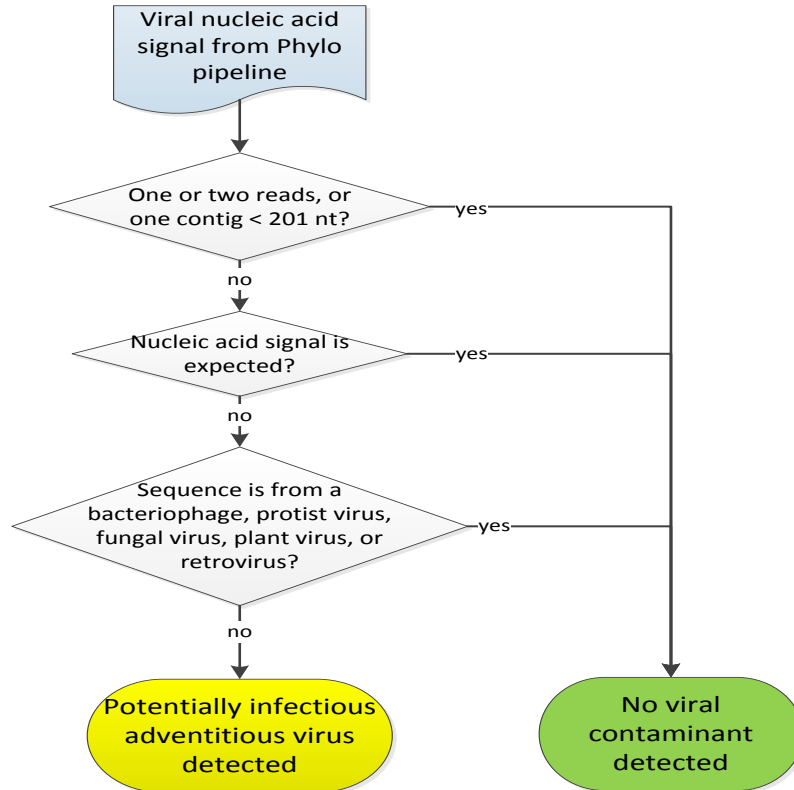 Viral nucleic acid
signal from Phylo
pipeline
One or two reads, or
one contig < 201 nt?
yes
no
Nucleic acid signal is
expected?
yes
no
Sequence is from a
bacteriophage, protist virus,
fungal virus, plant virus, or
retrovirus?
yes
no
Potentially infectious
adventitious virus
detected
No viral
contaminant
detected